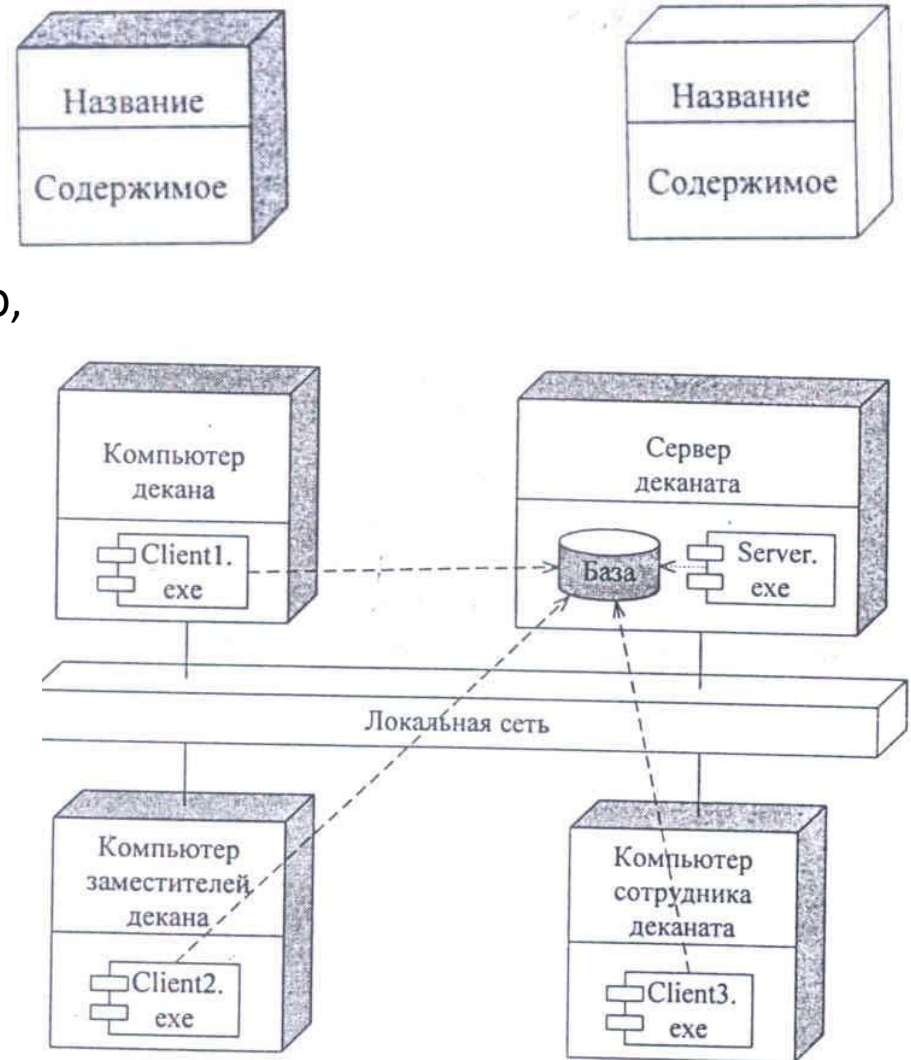 Название
Содержимое
Название
Содержимое
Компьютер
декана
Client1.
exe
Сервер
деканата
База
Server.
exe
Локальная сеть
Компьютер
заместителей
декана
Client2.
exe
Компьютер
сотрудника
деканата
Client3.
exe